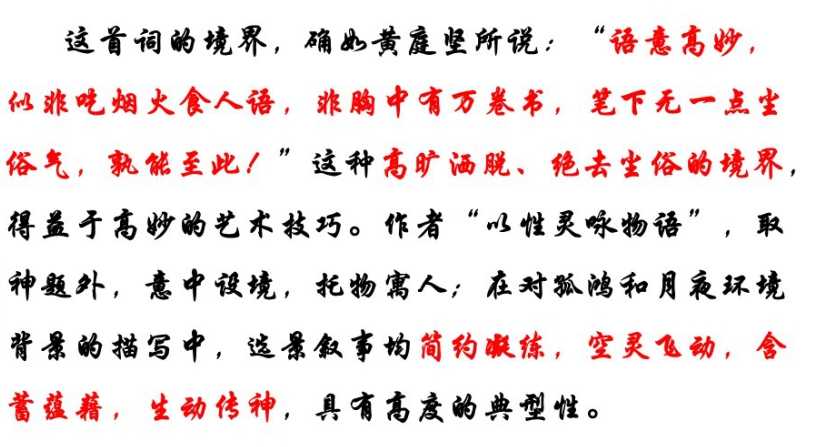 这首词的境界，确如黄庭坚所说：“语意高妙，
似非吃烟火食人语，非胸中有万卷书，笔下无一点尘
俗气，孰能至此！”这种高旷洒脱、绝去尘俗的境界，
得益于高妙的艺术技巧。作者“以性灵咏物语”，取
神题外，意中设境，托物寓人；在对孤鸿和月夜环境
背景的描写中，选景叙事均简约凝练，空灵飞动，含
蓄蕴藉，生动传神，具有高度的典型性。